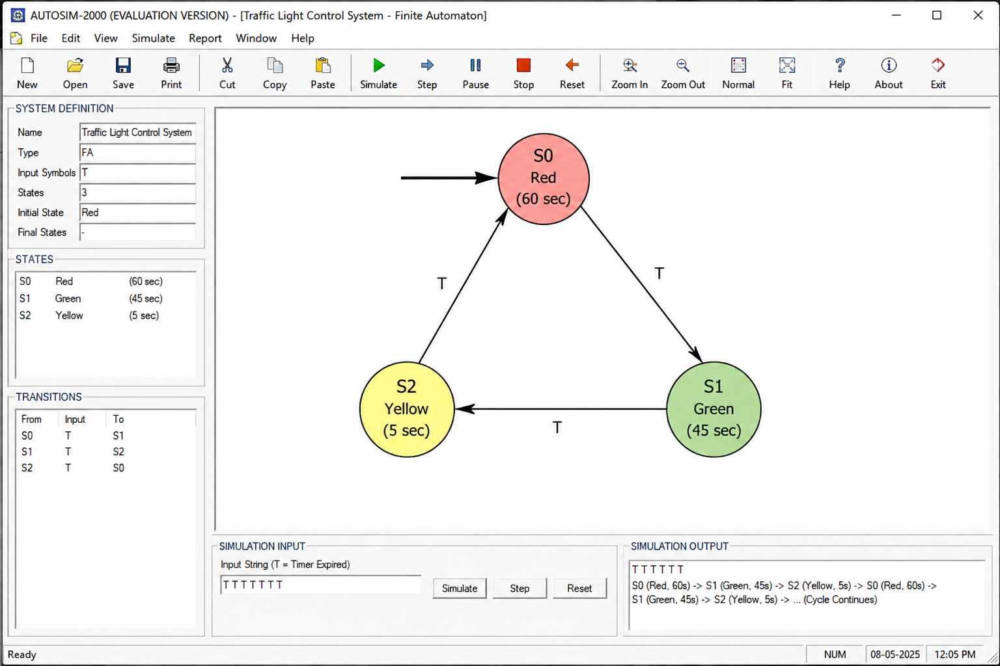 AUTOSIM-2000 (EVALUATION VERSION) - [Traffic Light Control System - Finite Automaton]
File Edit View Simulate Report Window Help
New Open Save Print Cut Copy Paste Simulate Step Pause Stop Reset Zoom In Zoom Out Normal Fit Help About Exit
SYSTEM DEFINITION
Name Traffic Light Control System
Type FA
Input Symbols T
States 3
Initial State Red
Final States -
STATES
S0 Red (60 sec)
S1 Green (45 sec)
S2 Yellow (5 sec)
TRANSITIONS
From Input To
S0 T S1
S1 T S2
S2 T S0
S0
Red
(60 sec)
T
T
S2
Yellow
(5 sec)
S1
Green
(45 sec)
T
SIMULATION INPUT
Input String (T = Timer Expired)
T T T T T T T
Simulate Step Reset
SIMULATION OUTPUT
T T T T T T
S0 (Red, 60s) -> S1 (Green, 45s) -> S2 (Yellow, 5s) -> S0 (Red, 60s) ->
S1 (Green, 45s) -> S2 (Yellow, 5s) -> ... (Cycle Continues)
Ready NUM 08-05-2025 12:05 PM